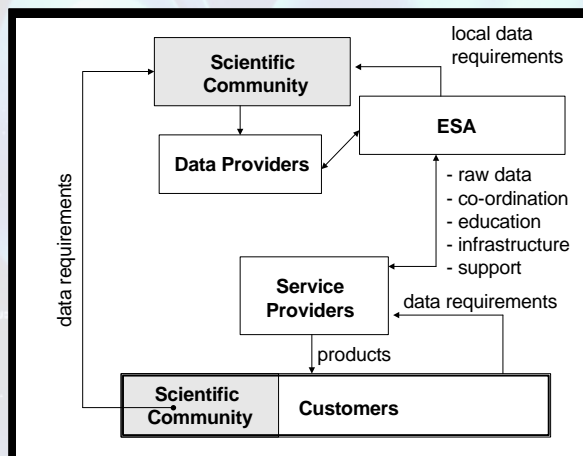 local data
requirements
Scientific
Community
ESA
Data Providers
- raw data
- co-ordination
- education
- infrastructure
- support
data requirements
Service
Providers
data requirements
products
Scientific
Community
Customers